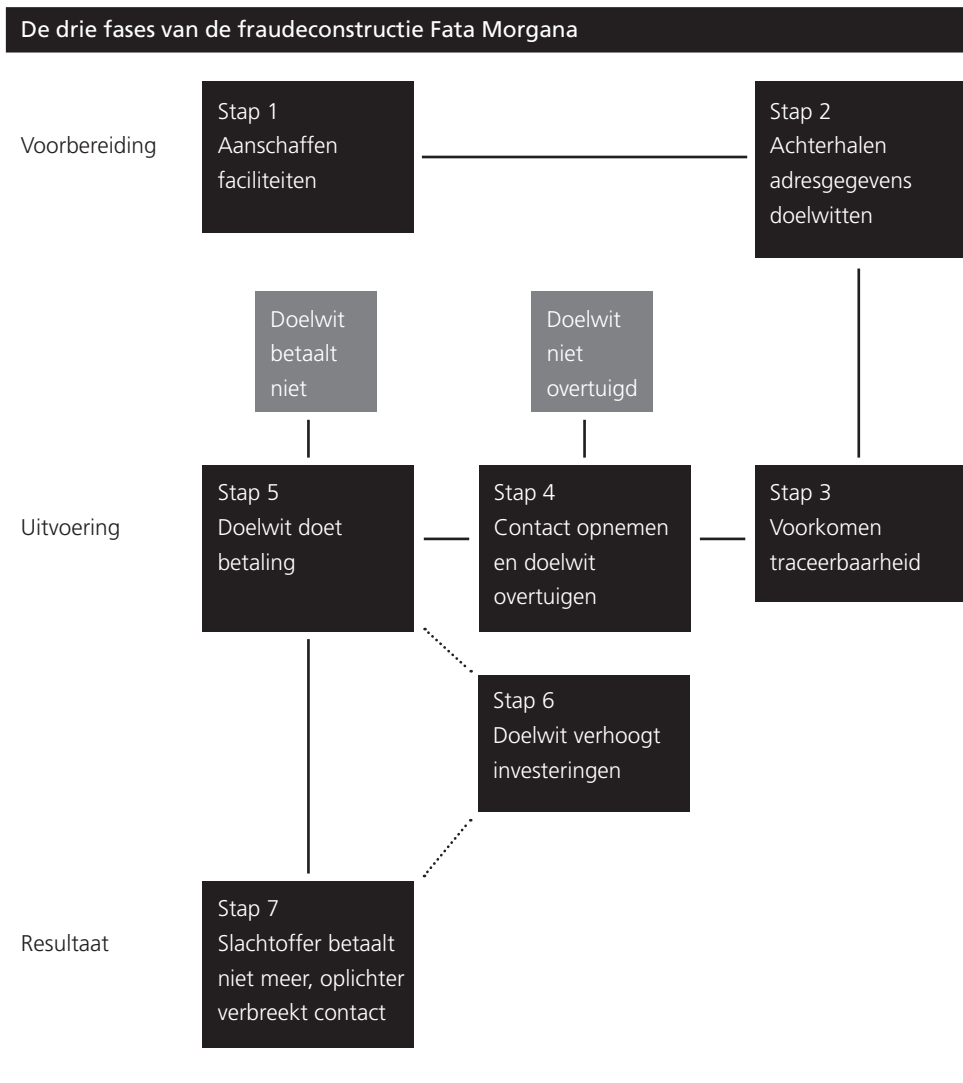 De drie fases van de fraudeconstructie Fata Morgana
Voorbereiding
Stap 1
Aanschaffen
faciliteiten
Stap 2
Achterhalen
adresgegevens
doelwitten
Doelwit
betaalt
niet
Doelwit
niet
overtuigd
Uitvoering
Stap 5
Doelwit doet
betaling
Stap 4
Contact opnemen
en doelwit
overtuigen
Stap 3
Voorkomen
traceerbaarheid
Stap 6
Doelwit verhoogt
investeringen
Resultaat
Stap 7
Slachtoffer betaalt
niet meer, oplichter
verbreekt contact